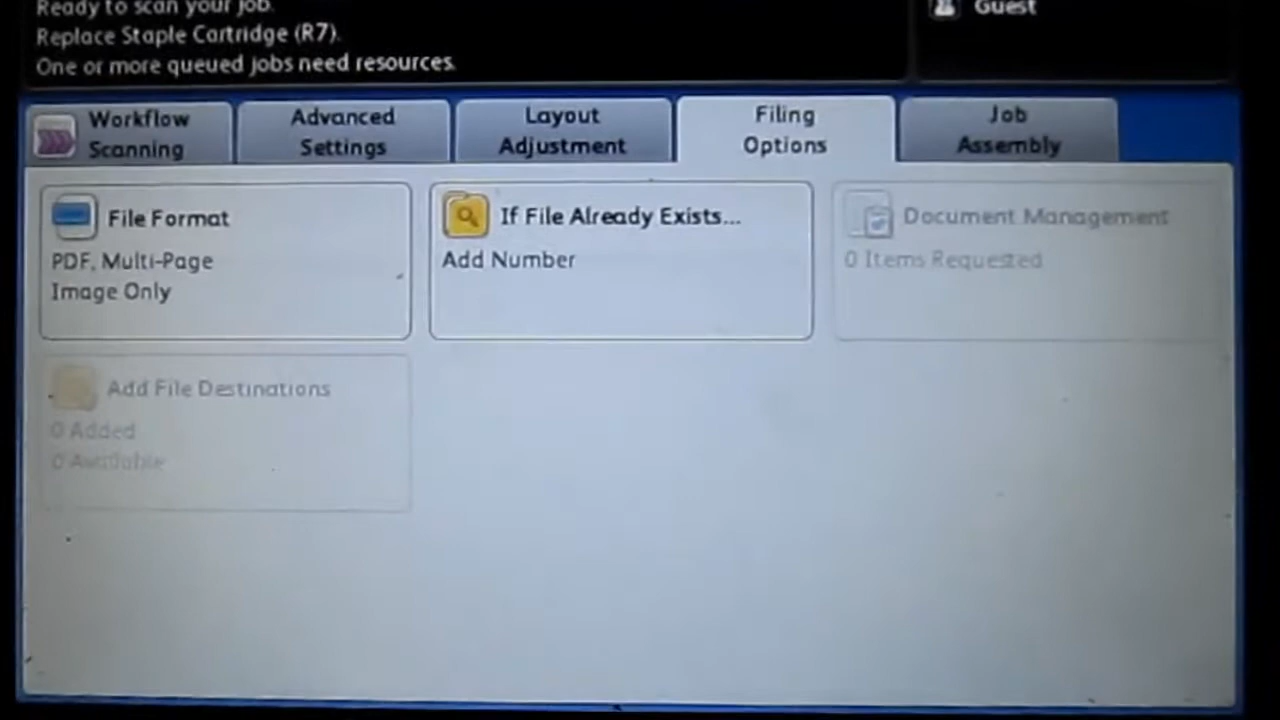 Ready to scan your job.
Guest
Replace Staple Cartridge (R7).
One or more queued jobs need resources.
Workflow
Scanning
Advanced
Settings
Layout
Adjustment
Filing
Options
Job
Assembly
File Format
PDF, Multi-Page
Image Only
If File Already Exists...
Add Number
Document Management
0 Items Requested
Add File Destinations
0 Added
0 Available